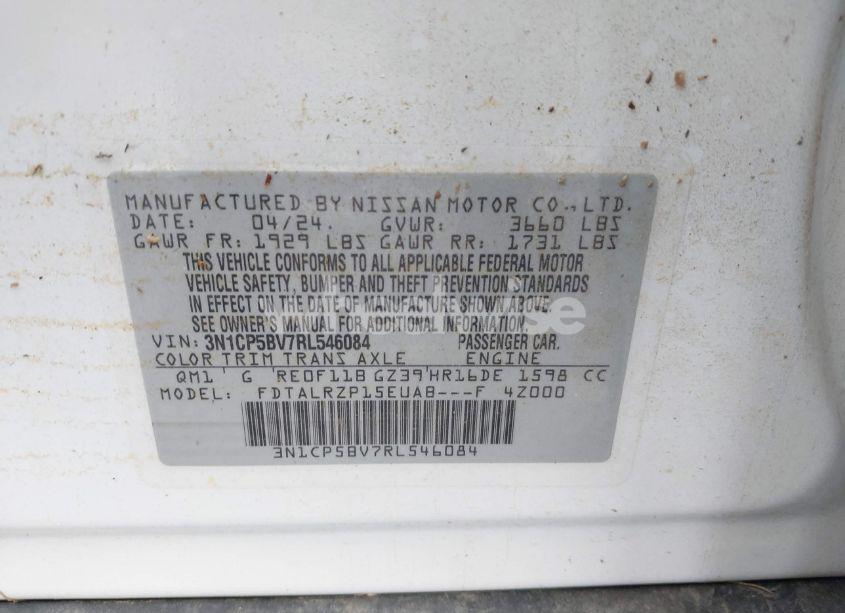 MANUFACTURED BY NISSAN MOTOR CO., LTD.
DATE: 04/24. GVWR: 3660 LBS
GAWR FR: 1929 LBS GAWR RR: 1731 LBS
THIS VEHICLE CONFORMS TO ALL APPLICABLE FEDERAL MOTOR
VEHICLE SAFETY, BUMPER AND THEFT PREVENTION STANDARDS
IN EFFECT ON THE DATE OF MANUFACTURE SHOWN ABOVE.
SEE OWNER'S MANUAL FOR ADDITIONAL INFORMATION.
VIN: 3N1CP5BV7RL546084 PASSENGER CAR.
COLOR TRIM TRANS AXLE ENGINE
QM1 G RE0F11B GZ39 HR16DE 1598 CC
MODEL: FDTALRZP15EUAB---F 4Z000
3N1CP5BV7RL546084